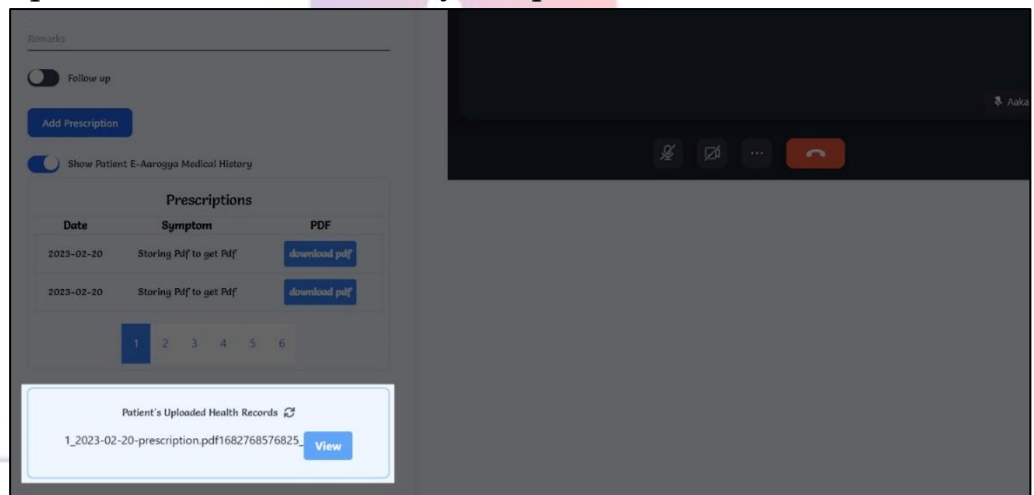 Remarks
Follow up
Add Prescription
Show Patient E-Aarogya Medical History
Prescriptions
Date Symptom PDF
2023-02-20 Storing Pdf to get Pdf download pdf
2023-02-20 Storing Pdf to get Pdf download pdf
1 2 3 4 5 6
Patient's Uploaded Health Records
1_2023-02-20-prescription.pdf1682768576825_ View
Aaka